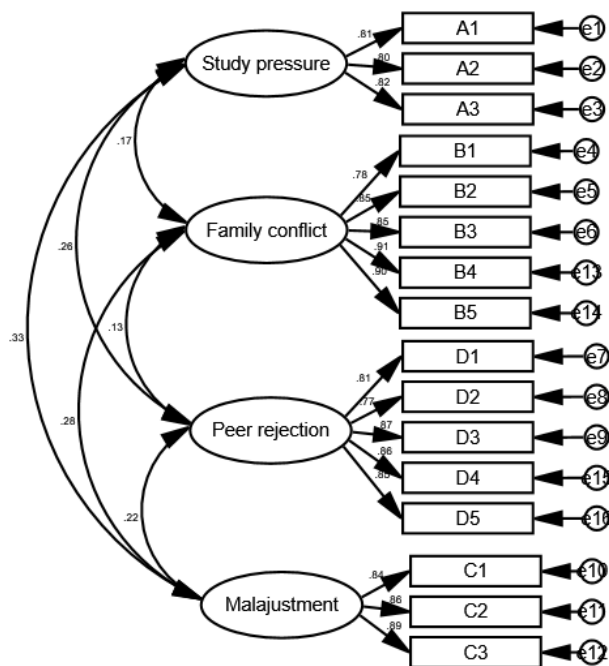 .81
A1
e1
Study pressure
.80
A2
e2
.82
A3
e3
.17
.78
B1
e4
.85
B2
e5
Family conflict
.85
B3
e6
.26
.91
B4
e13
.90
B5
e14
.13
.33
.81
D1
e7
.77
D2
e8
Peer rejection
.87
D3
e9
.28
.86
D4
e15
.85
D5
e16
.22
.84
C1
e10
Malajustment
.86
C2
e11
.89
C3
e12